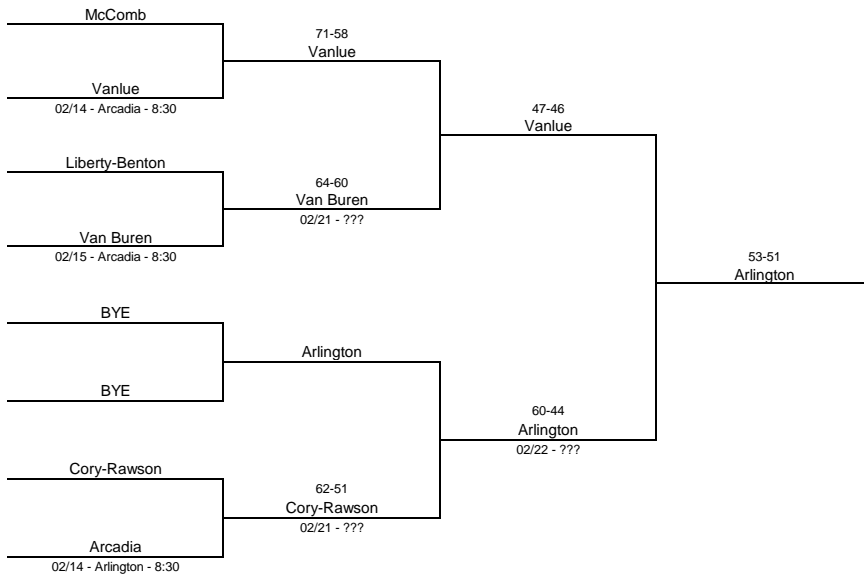 McComb
71-58
Vanlue
Vanlue
02/14 - Arcadia - 8:30
47-46
Vanlue
Liberty-Benton
64-60
Van Buren
02/21 - ???
Van Buren
02/15 - Arcadia - 8:30
53-51
Arlington
BYE
Arlington
BYE
60-44
Arlington
02/22 - ???
Cory-Rawson
62-51
Cory-Rawson
02/21 - ???
Arcadia
02/14 - Arlington - 8:30